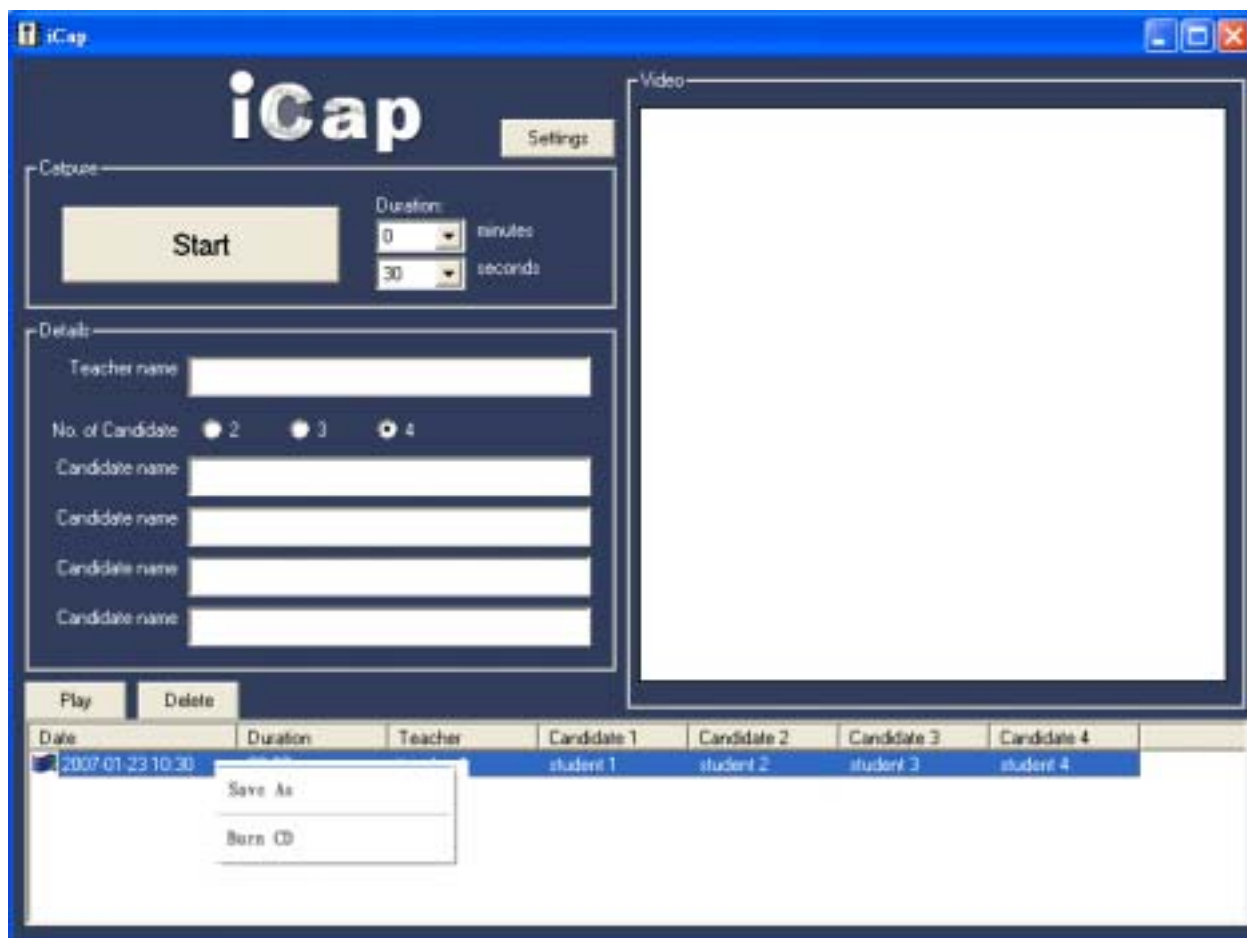 iCap
iCap
Settings
Video
Catpure
Start
Duration:
0 minutes
30 seconds
Details
Teacher name
No. of Candidate 2 3 4
Candidate name
Candidate name
Candidate name
Candidate name
Play Delete
Date Duration Teacher Candidate 1 Candidate 2 Candidate 3 Candidate 4
2007-01-23 10:30 student 1 student 2 student 3 student 4
Save As
Burn CD